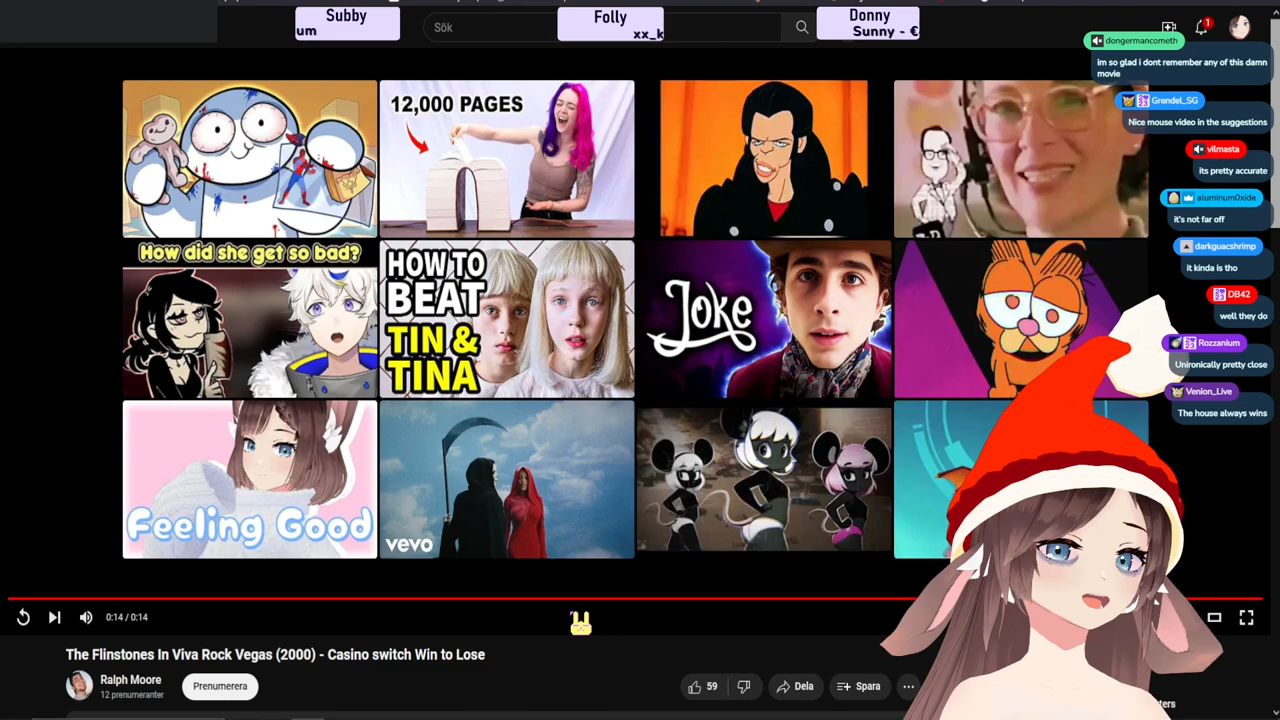 Subby
um
Sök
Folly
xx_k
Donny
Sunny - €
1
dongermancometh
im so glad i dont remember any of this damn
movie
Grendel_SG
Nice mouse video in the suggestions
vilmasta
its pretty accurate
aluminum0xide
it's not far off
darkguacshrimp
it kinda is tho
DB42
well they do
Rozzanium
Unironically pretty close
Venion_Live
The house always wins
12,000 PAGES
How did she get so bad?
HOW TO
BEAT
TIN &
TINA
Joke
Feeling Good
vevo
0:14 / 0:14
The Flinstones In Viva Rock Vegas (2000) - Casino switch Win to Lose
Ralph Moore
12 prenumeranter
Prenumerera
59
Dela
Spara